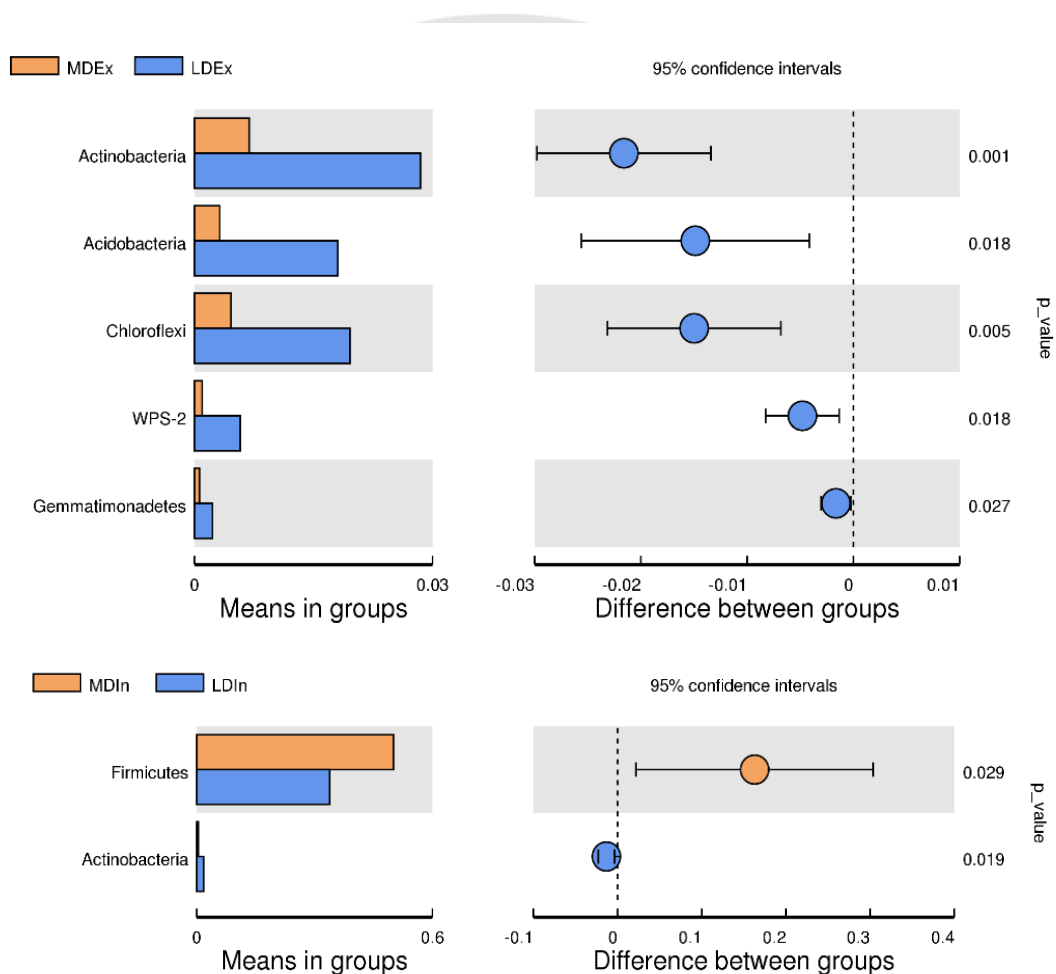 MDEx LDEx 95% confidence intervals
Actinobacteria 0.001
Acidobacteria 0.018
Chloroflexi 0.005
p_value
WPS-2 0.018
Gemmatimonadetes 0.027
0 0.03 -0.03 -0.02 -0.01 0 0.01
Means in groups Difference between groups
MDIn LDIn 95% confidence intervals
Firmicutes 0.029
p_value
Actinobacteria 0.019
0 0.6 -0.1 0 0.1 0.2 0.3 0.4
Means in groups Difference between groups